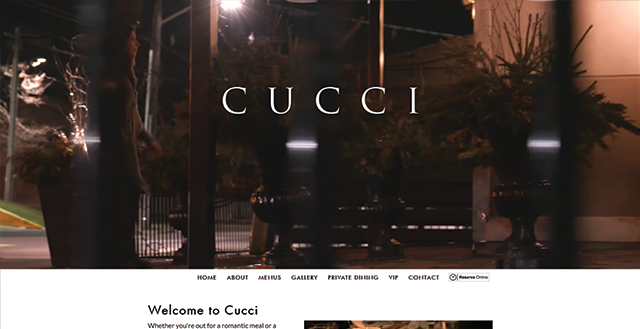 CUCCI
HOME ABOUT MENUS GALLERY PRIVATE DINING VIP CONTACT Reserve Online
Welcome to Cucci
Whether you're out for a romantic meal or a